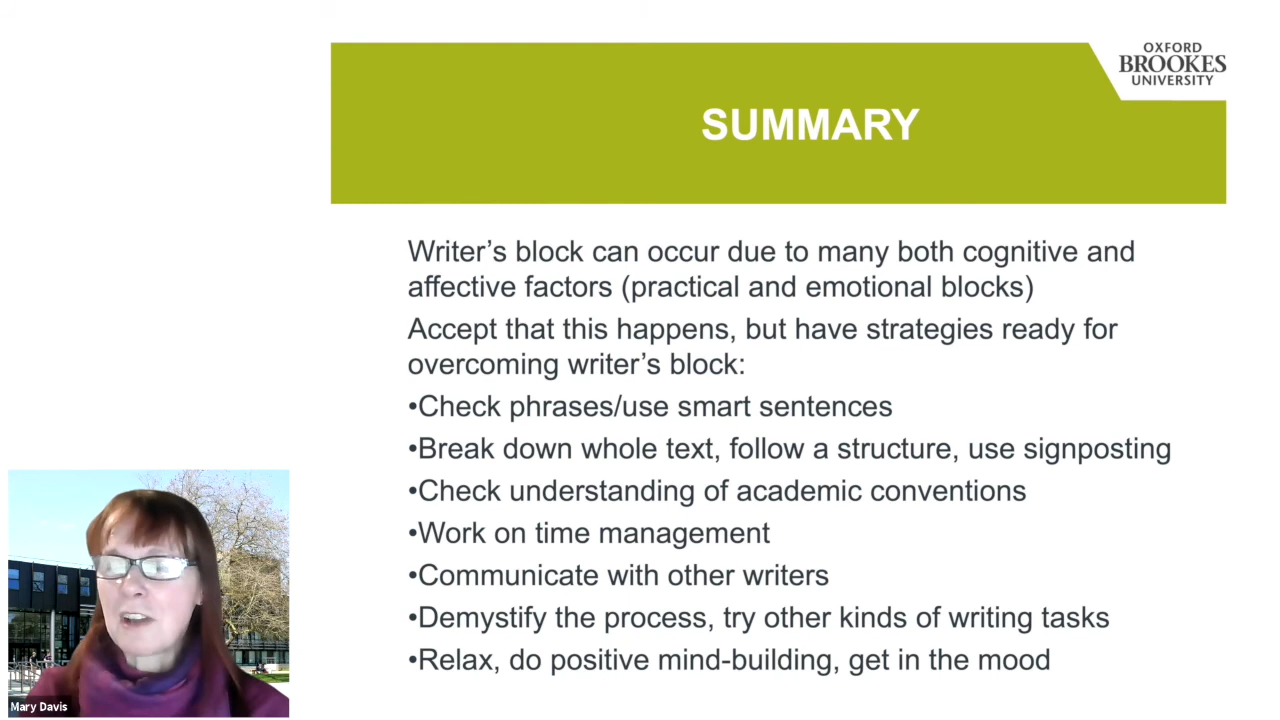 OXFORD
BROOKES
UNIVERSITY
SUMMARY
Writer’s block can occur due to many both cognitive and
affective factors (practical and emotional blocks)
Accept that this happens, but have strategies ready for
overcoming writer’s block:
•Check phrases/use smart sentences
•Break down whole text, follow a structure, use signposting
•Check understanding of academic conventions
•Work on time management
•Communicate with other writers
•Demystify the process, try other kinds of writing tasks
•Relax, do positive mind-building, get in the mood
Mary Davis